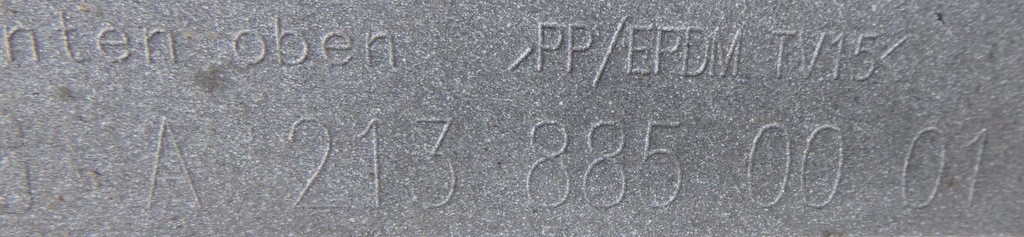 nten oben >PP/EPDM TV15<
A 213 885 00 01